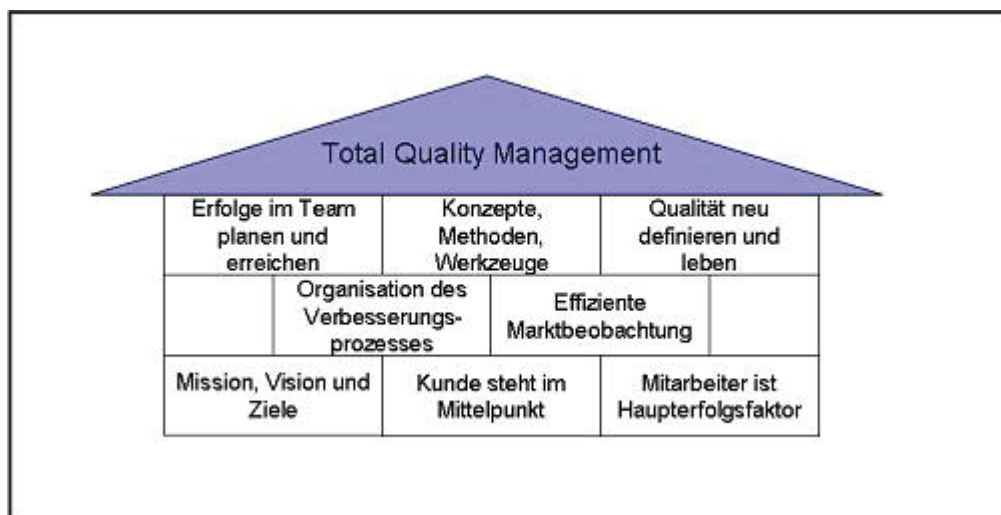 Total Quality Management
Erfolge im Team
planen und
erreichen
Konzepte,
Methoden,
Werkzeuge
Qualität neu
definieren und
leben
Organisation des
Verbesserungs-
prozesses
Effiziente
Marktbeobachtung
Mission, Vision und
Ziele
Kunde steht im
Mittelpunkt
Mitarbeiter ist
Haupterfolgsfaktor